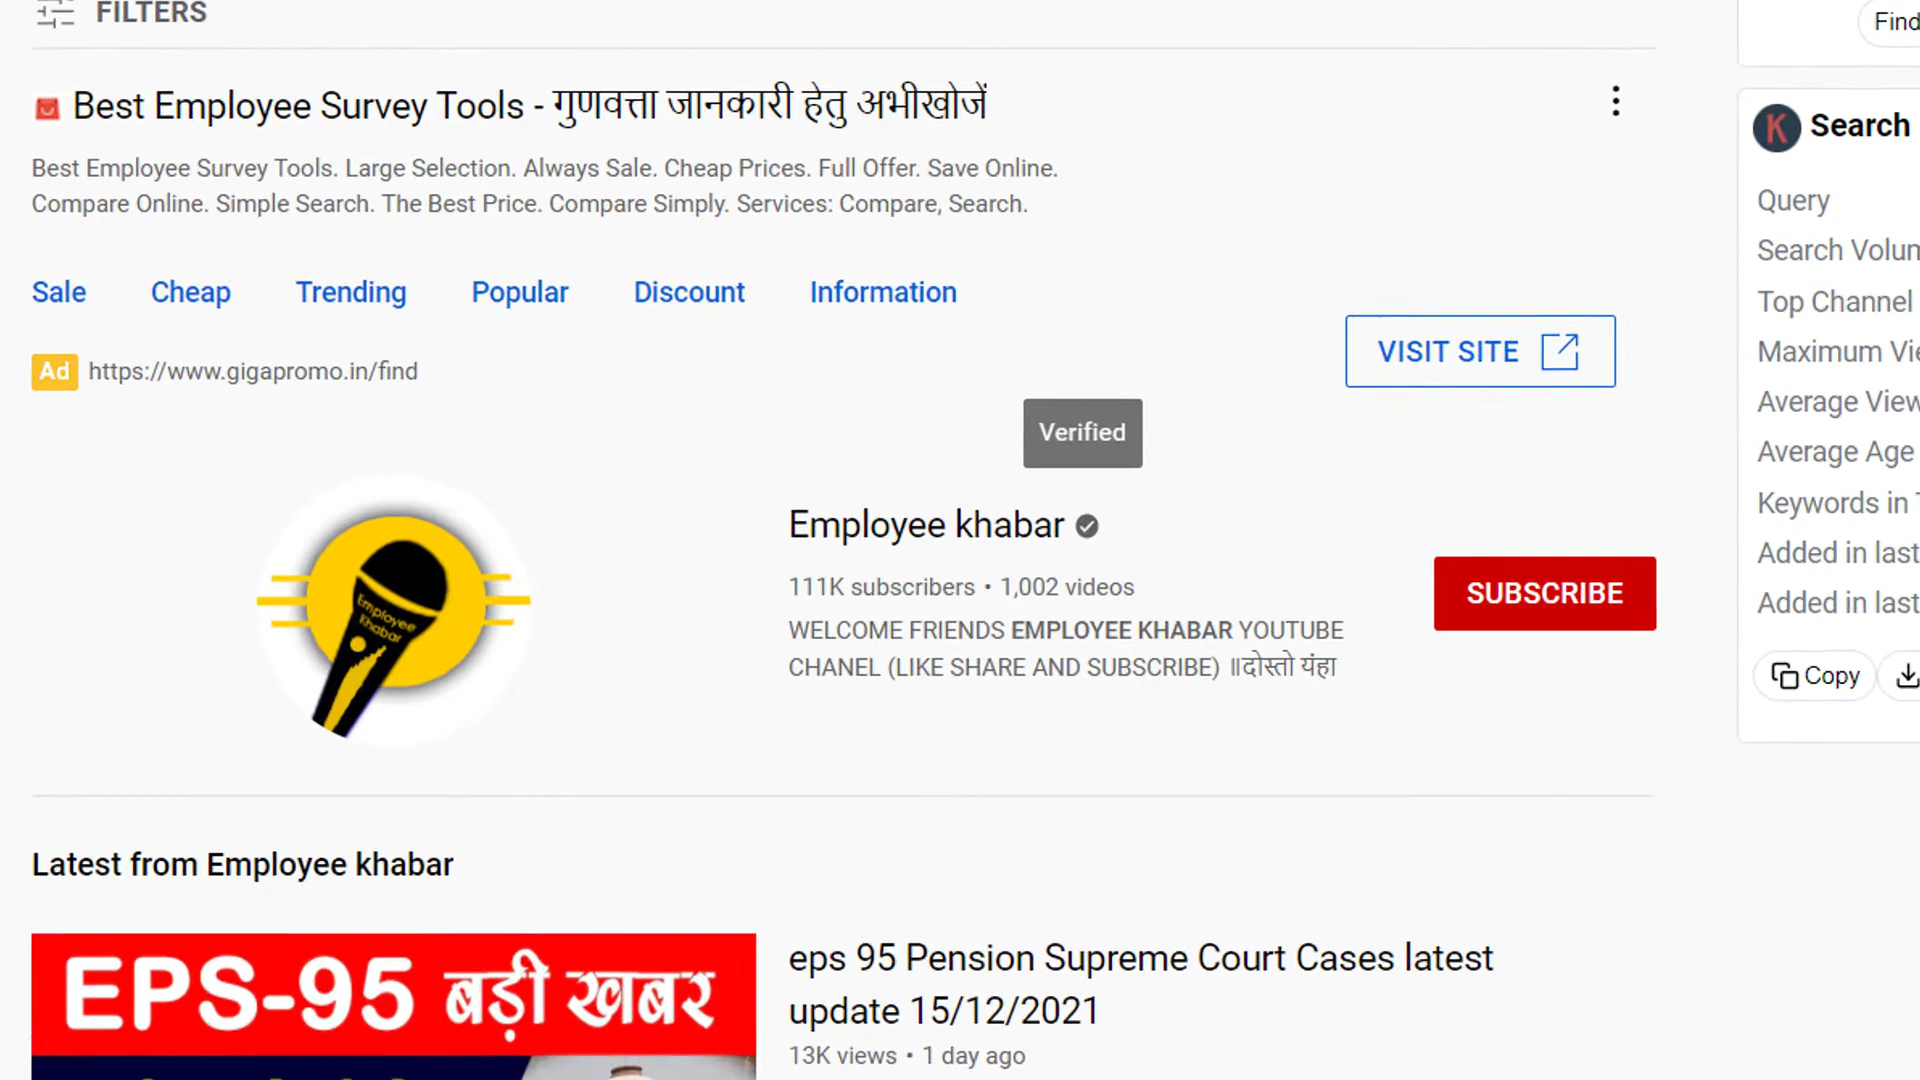 FILTERS
Find
Best Employee Survey Tools - गुणवत्ता जानकारी हेतु अभीखोजें
Best Employee Survey Tools. Large Selection. Always Sale. Cheap Prices. Full Offer. Save Online.
Compare Online. Simple Search. The Best Price. Compare Simply. Services: Compare, Search.
Sale Cheap Trending Popular Discount Information
Ad https://www.gigapromo.in/find
VISIT SITE
Verified
Employee Khabar
Employee khabar
111K subscribers • 1,002 videos
WELCOME FRIENDS EMPLOYEE KHABAR YOUTUBE
CHANEL (LIKE SHARE AND SUBSCRIBE) ॥दोस्तो यंहा
SUBSCRIBE
K Search
Query
Search Volum
Top Channel
Maximum Vie
Average View
Average Age
Keywords in T
Added in last
Added in last
Copy
Latest from Employee khabar
EPS-95 बड़ी खबर
eps 95 Pension Supreme Court Cases latest
update 15/12/2021
13K views • 1 day ago